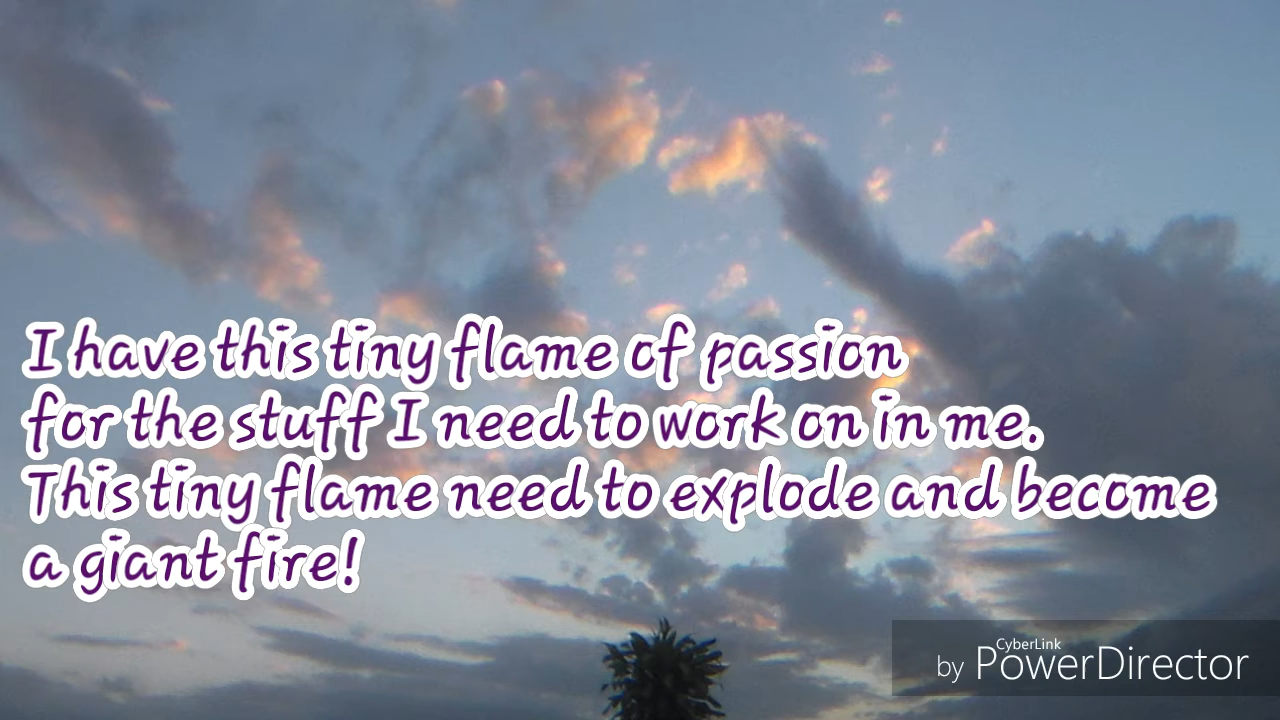 I have this tiny flame of passion
for the stuff I need to work on in me.
This tiny flame need to explode and become
a giant fire!
CyberLink
by PowerDirector